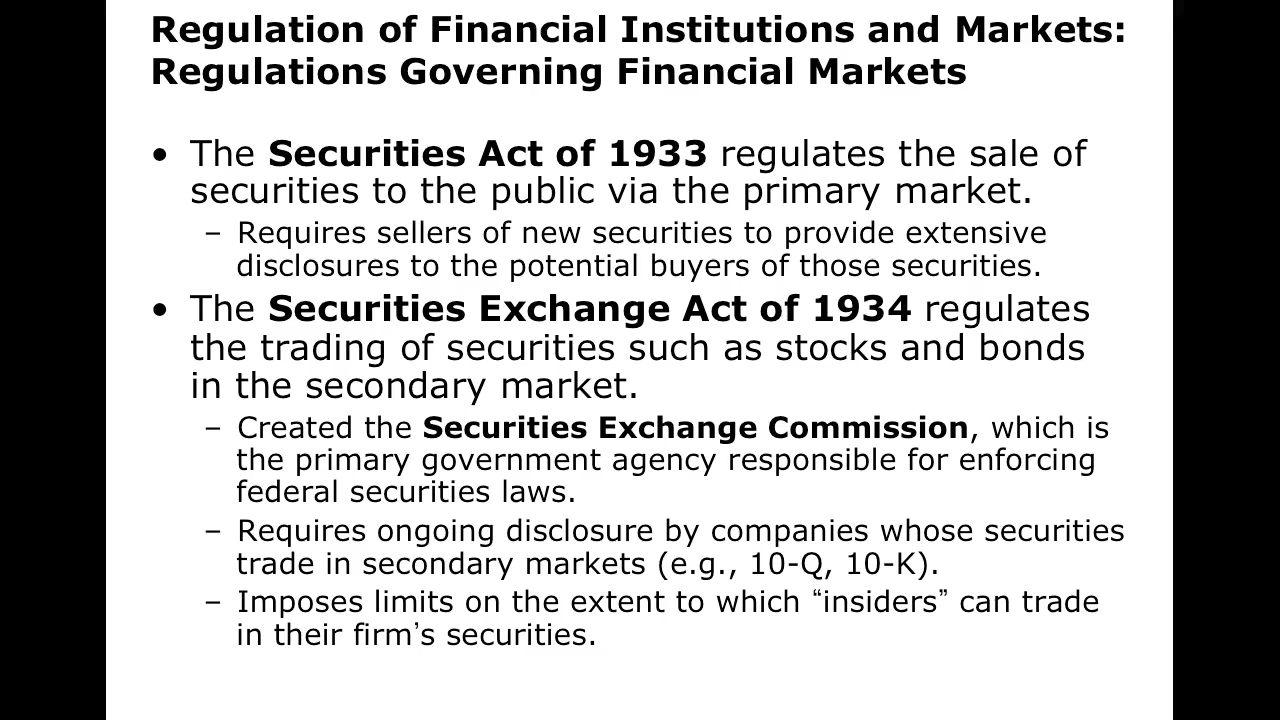 Regulation of Financial Institutions and Markets:
Regulations Governing Financial Markets
• The Securities Act of 1933 regulates the sale of
securities to the public via the primary market.
– Requires sellers of new securities to provide extensive
disclosures to the potential buyers of those securities.
• The Securities Exchange Act of 1934 regulates
the trading of securities such as stocks and bonds
in the secondary market.
– Created the Securities Exchange Commission, which is
the primary government agency responsible for enforcing
federal securities laws.
– Requires ongoing disclosure by companies whose securities
trade in secondary markets (e.g., 10-Q, 10-K).
– Imposes limits on the extent to which “insiders” can trade
in their firm’s securities.